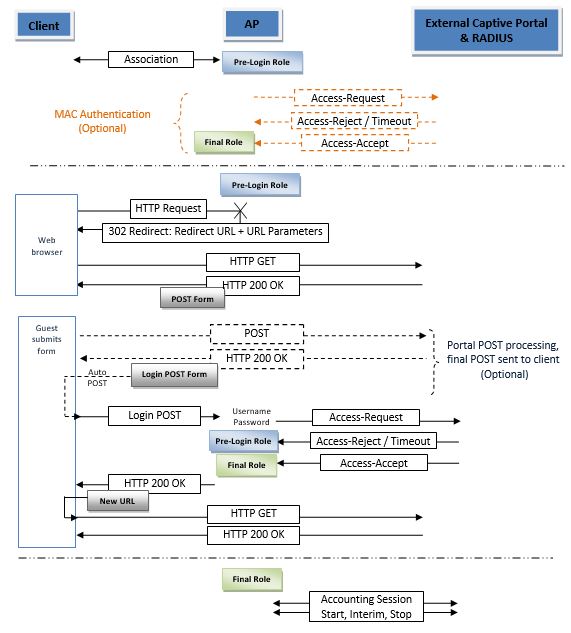 Client
AP
External Captive Portal
& RADIUS
Association
Pre-Login Role
MAC Authentication
(Optional)
Access-Request
Access-Reject / Timeout
Final Role
Access-Accept
Pre-Login Role
Web
browser
HTTP Request
302 Redirect: Redirect URL + URL Parameters
HTTP GET
HTTP 200 OK
POST Form
Guest
submits
form
POST
HTTP 200 OK
Portal POST processing,
final POST sent to client
(Optional)
Auto
POST
Login POST Form
Login POST
Username
Password
Access-Request
Pre-Login Role
Access-Reject / Timeout
Final Role
Access-Accept
HTTP 200 OK
New URL
HTTP GET
HTTP 200 OK
Final Role
Accounting Session
Start, Interim, Stop